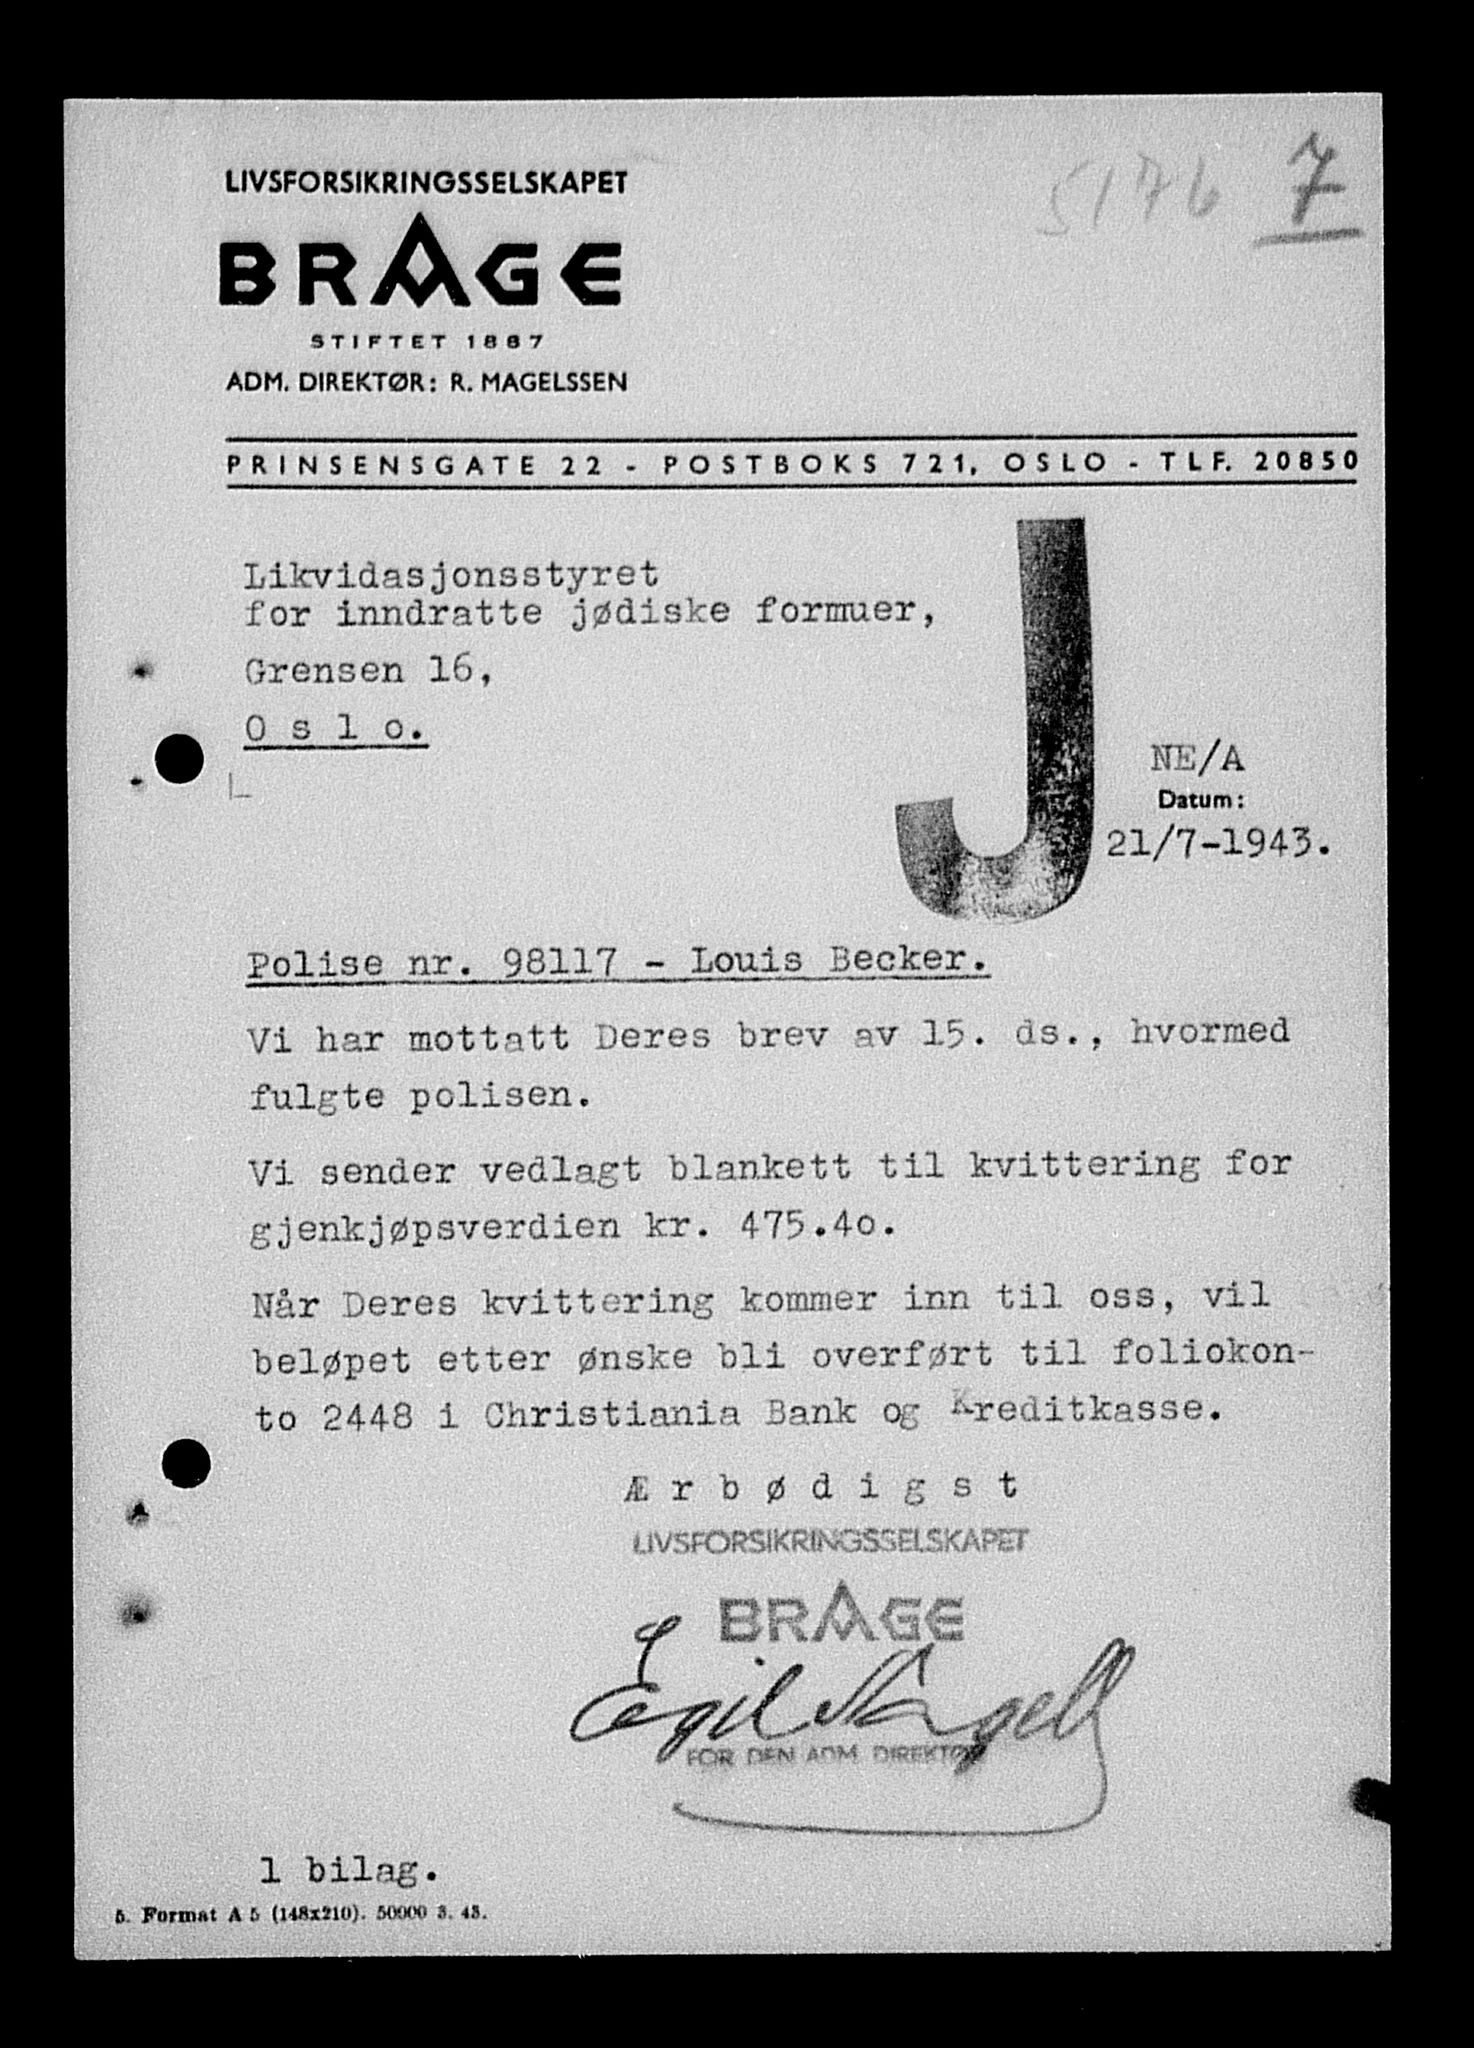 5176 7
LIVSFORSIKRINGSSELSKAPET
BRAGE
STIFTET 1887
ADM. DIREKTØR: R. MAGELSSEN
PRINSENSGATE 22 - POSTBOKS 721, OSLO - TLF. 20850
Likvidasjonsstyret
for inndratte jødiske formuer,
Grensen 16,
O s l o.
J
NE/A
Datum:
21/7-1943.
Polise nr. 98117 - Louis Becker.
Vi har mottatt Deres brev av 15. ds., hvormed
fulgte polisen.
Vi sender vedlagt blankett til kvittering for
gjenkjøpsverdien kr. 475.4o.
Når Deres kvittering kommer inn til oss, vil
beløpet etter ønske bli overført til foliokon-
to 2448 i Christiania Bank og Kreditkasse.
Æ r b ø d i g s t
LIVSFORSIKRINGSSELSKAPET
BRAGE
Egil
FOR DEN ADM. DIREKTØR
1 bilag.
5. Format A 5 (148x210). 50000 3. 43.